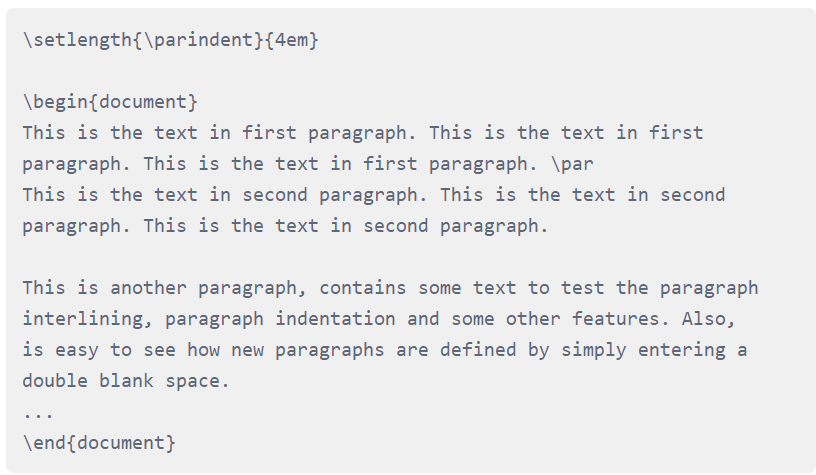 \setlength{\parindent}{4em}
\begin{document}
This is the text in first paragraph. This is the text in first
paragraph. This is the text in first paragraph. \par
This is the text in second paragraph. This is the text in second
paragraph. This is the text in second paragraph.
This is another paragraph, contains some text to test the paragraph
interlining, paragraph indentation and some other features. Also,
is easy to see how new paragraphs are defined by simply entering a
double blank space.
...
\end{document}